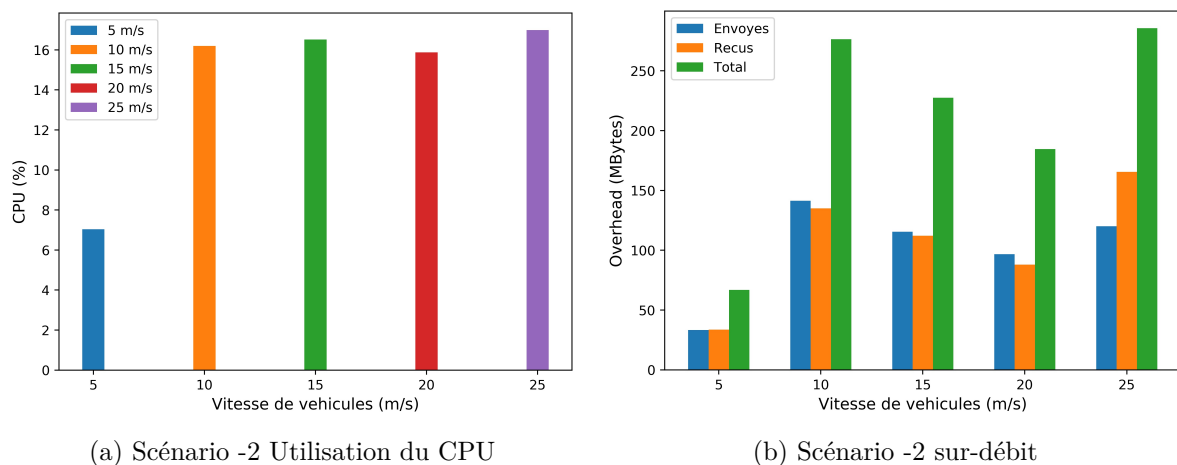 5 m/s
10 m/s
15 m/s
20 m/s
25 m/s
16
14
12
10
8
6
4
2
0
CPU (%)
5 10 15 20 25
Vitesse de vehicules (m/s)
(a) Scénario -2 Utilisation du CPU
Envoyes
Recus
Total
250
200
150
100
50
0
Overhead (MBytes)
5 10 15 20 25
Vitesse de vehicules (m/s)
(b) Scénario -2 sur-débit